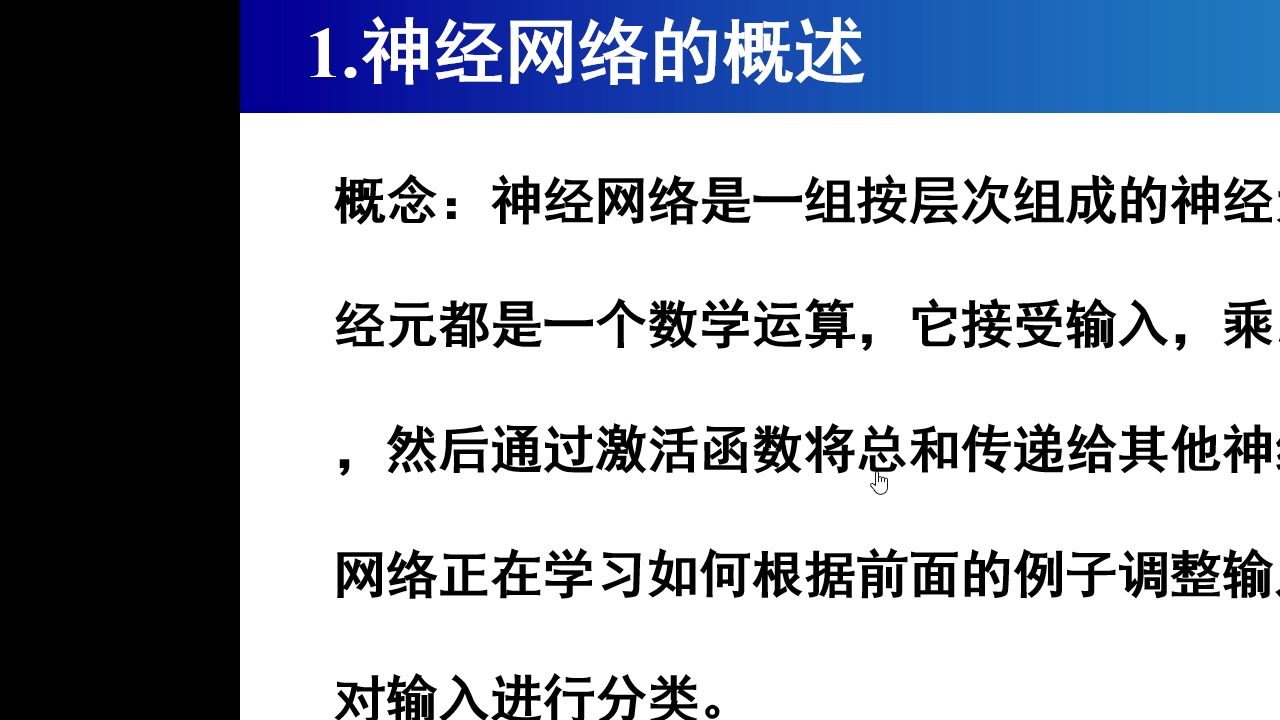 1.神经网络的概述
概念：神经网络是一组按层次组成的神经
经元都是一个数学运算，它接受输入，乘
，然后通过激活函数将总和传递给其他神
网络正在学习如何根据前面的例子调整输
对输入进行分类。